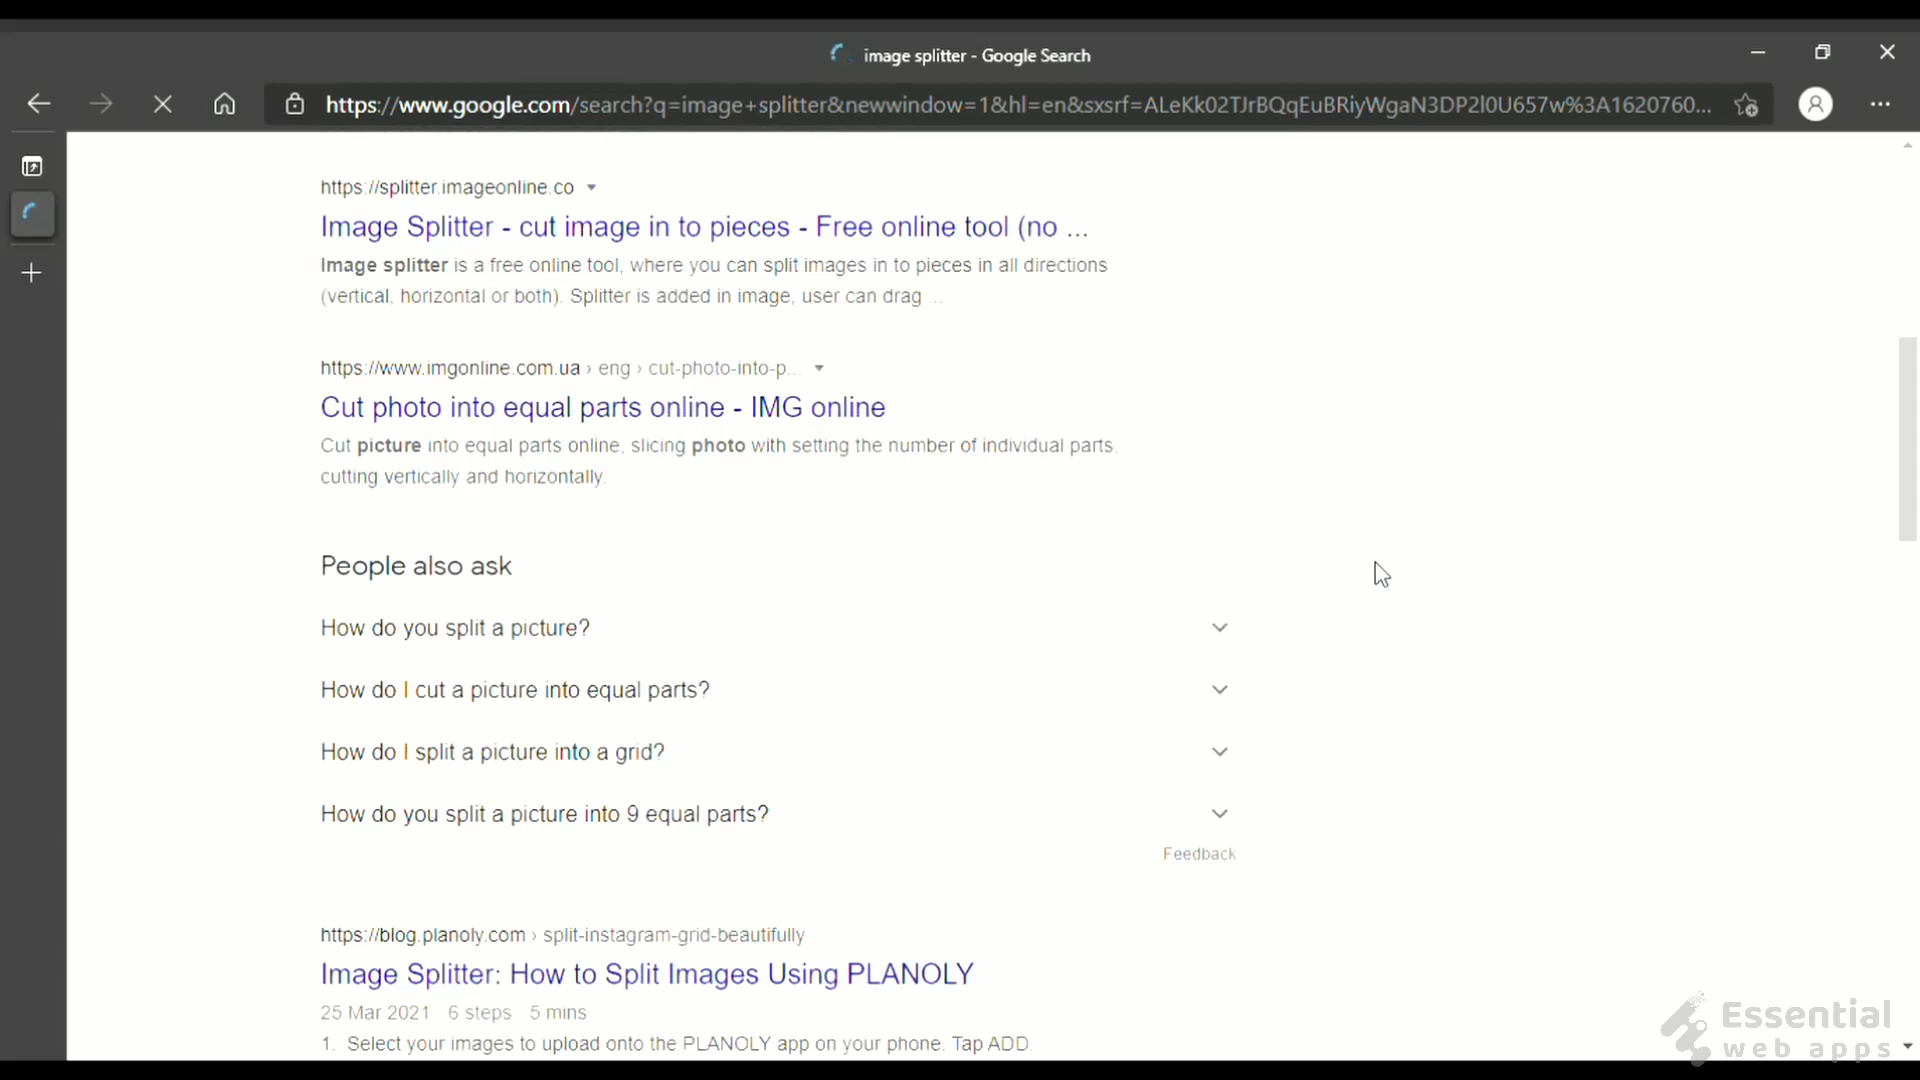 image splitter - Google Search
https://www.google.com/search?q=image+splitter&newwindow=1&hl=en&sxsrf=ALeKk02TJrBQqEuBRiyWgaN3DP2l0U657w%3A1620760...
https://splitter.imageonline.co
Image Splitter - cut image in to pieces - Free online tool (no ...
Image splitter is a free online tool, where you can split images in to pieces in all directions
(vertical, horizontal or both). Splitter is added in image, user can drag ...
https://www.imgonline.com.ua › eng › cut-photo-into-p...
Cut photo into equal parts online - IMG online
Cut picture into equal parts online, slicing photo with setting the number of individual parts,
cutting vertically and horizontally.
People also ask
How do you split a picture?
How do I cut a picture into equal parts?
How do I split a picture into a grid?
How do you split a picture into 9 equal parts?
Feedback
https://blog.planoly.com › split-instagram-grid-beautifully
Image Splitter: How to Split Images Using PLANOLY
25 Mar 2021 6 steps 5 mins
1. Select your images to upload onto the PLANOLY app on your phone. Tap ADD.
Essential
web apps